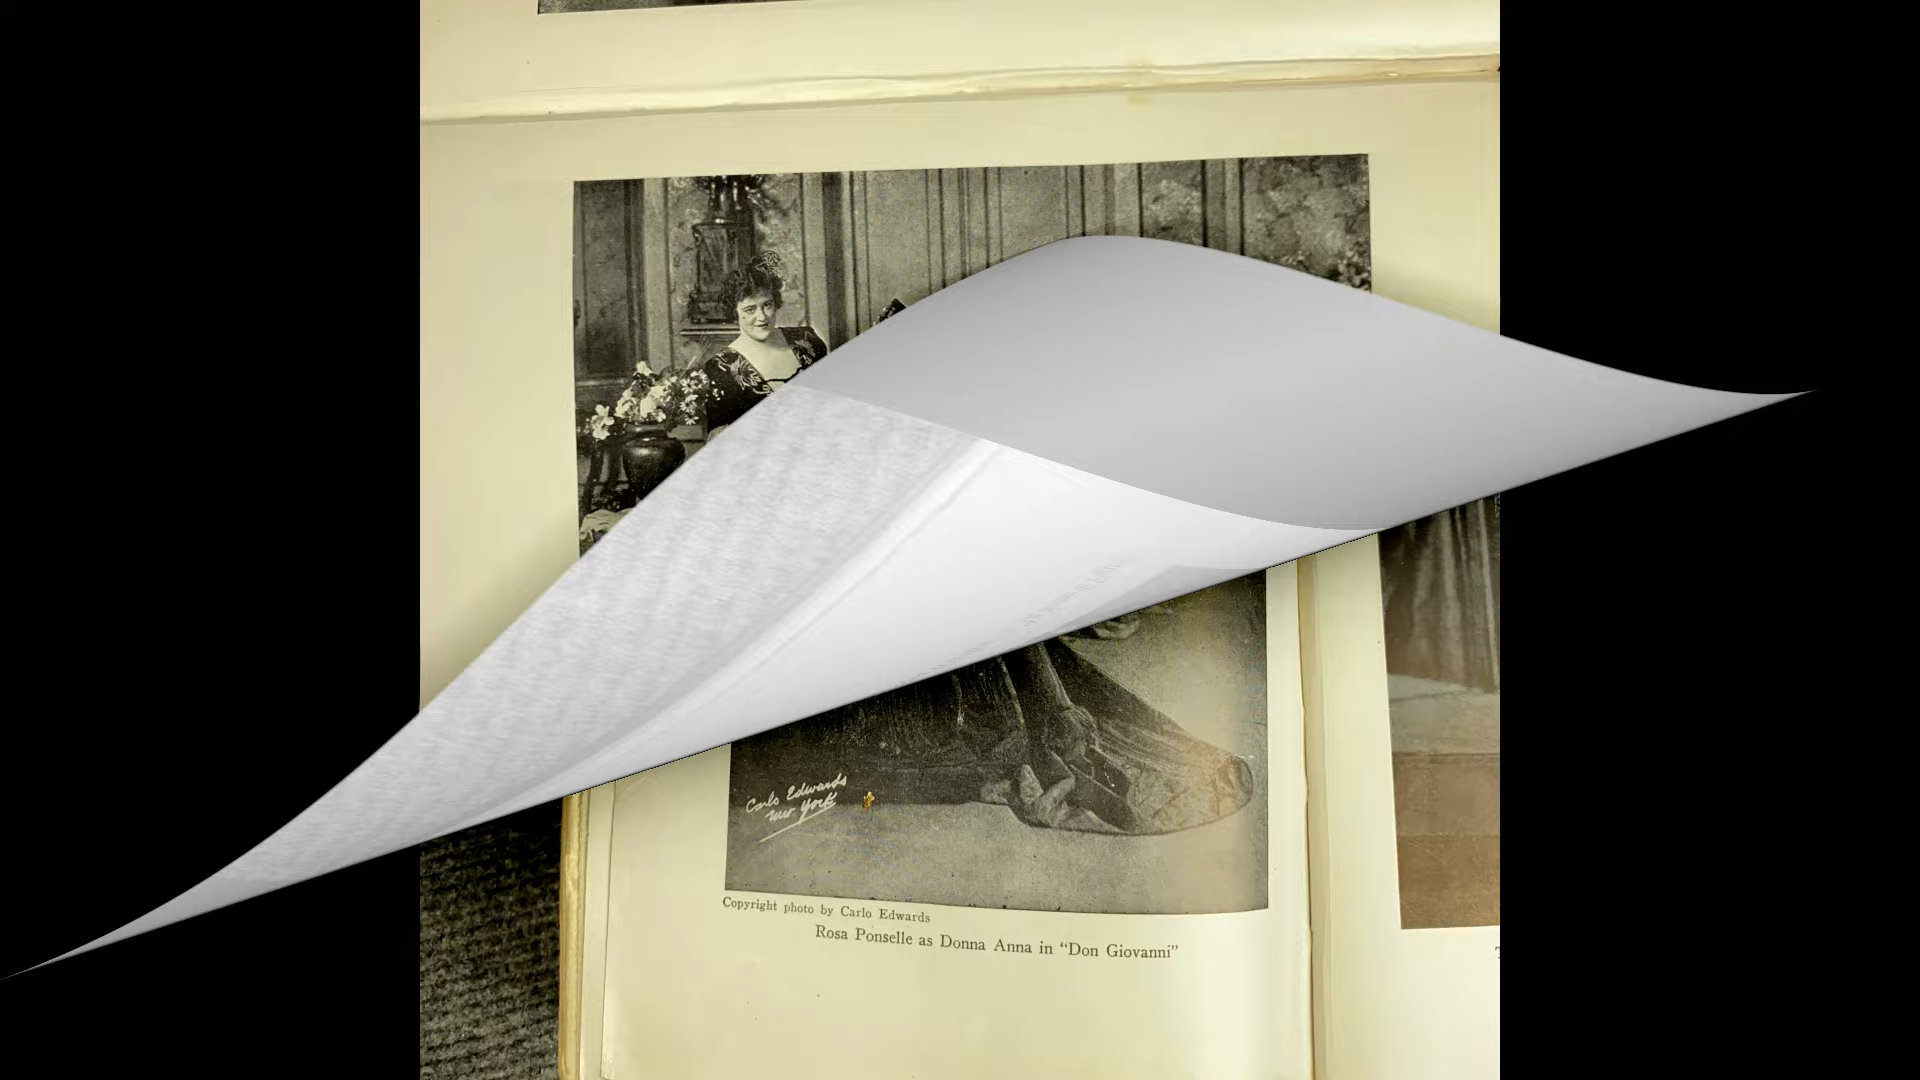 Carlo Edwards
New York
Copyright photo by Carlo Edwards
Rosa Ponselle as Donna Anna in “Don Giovanni”